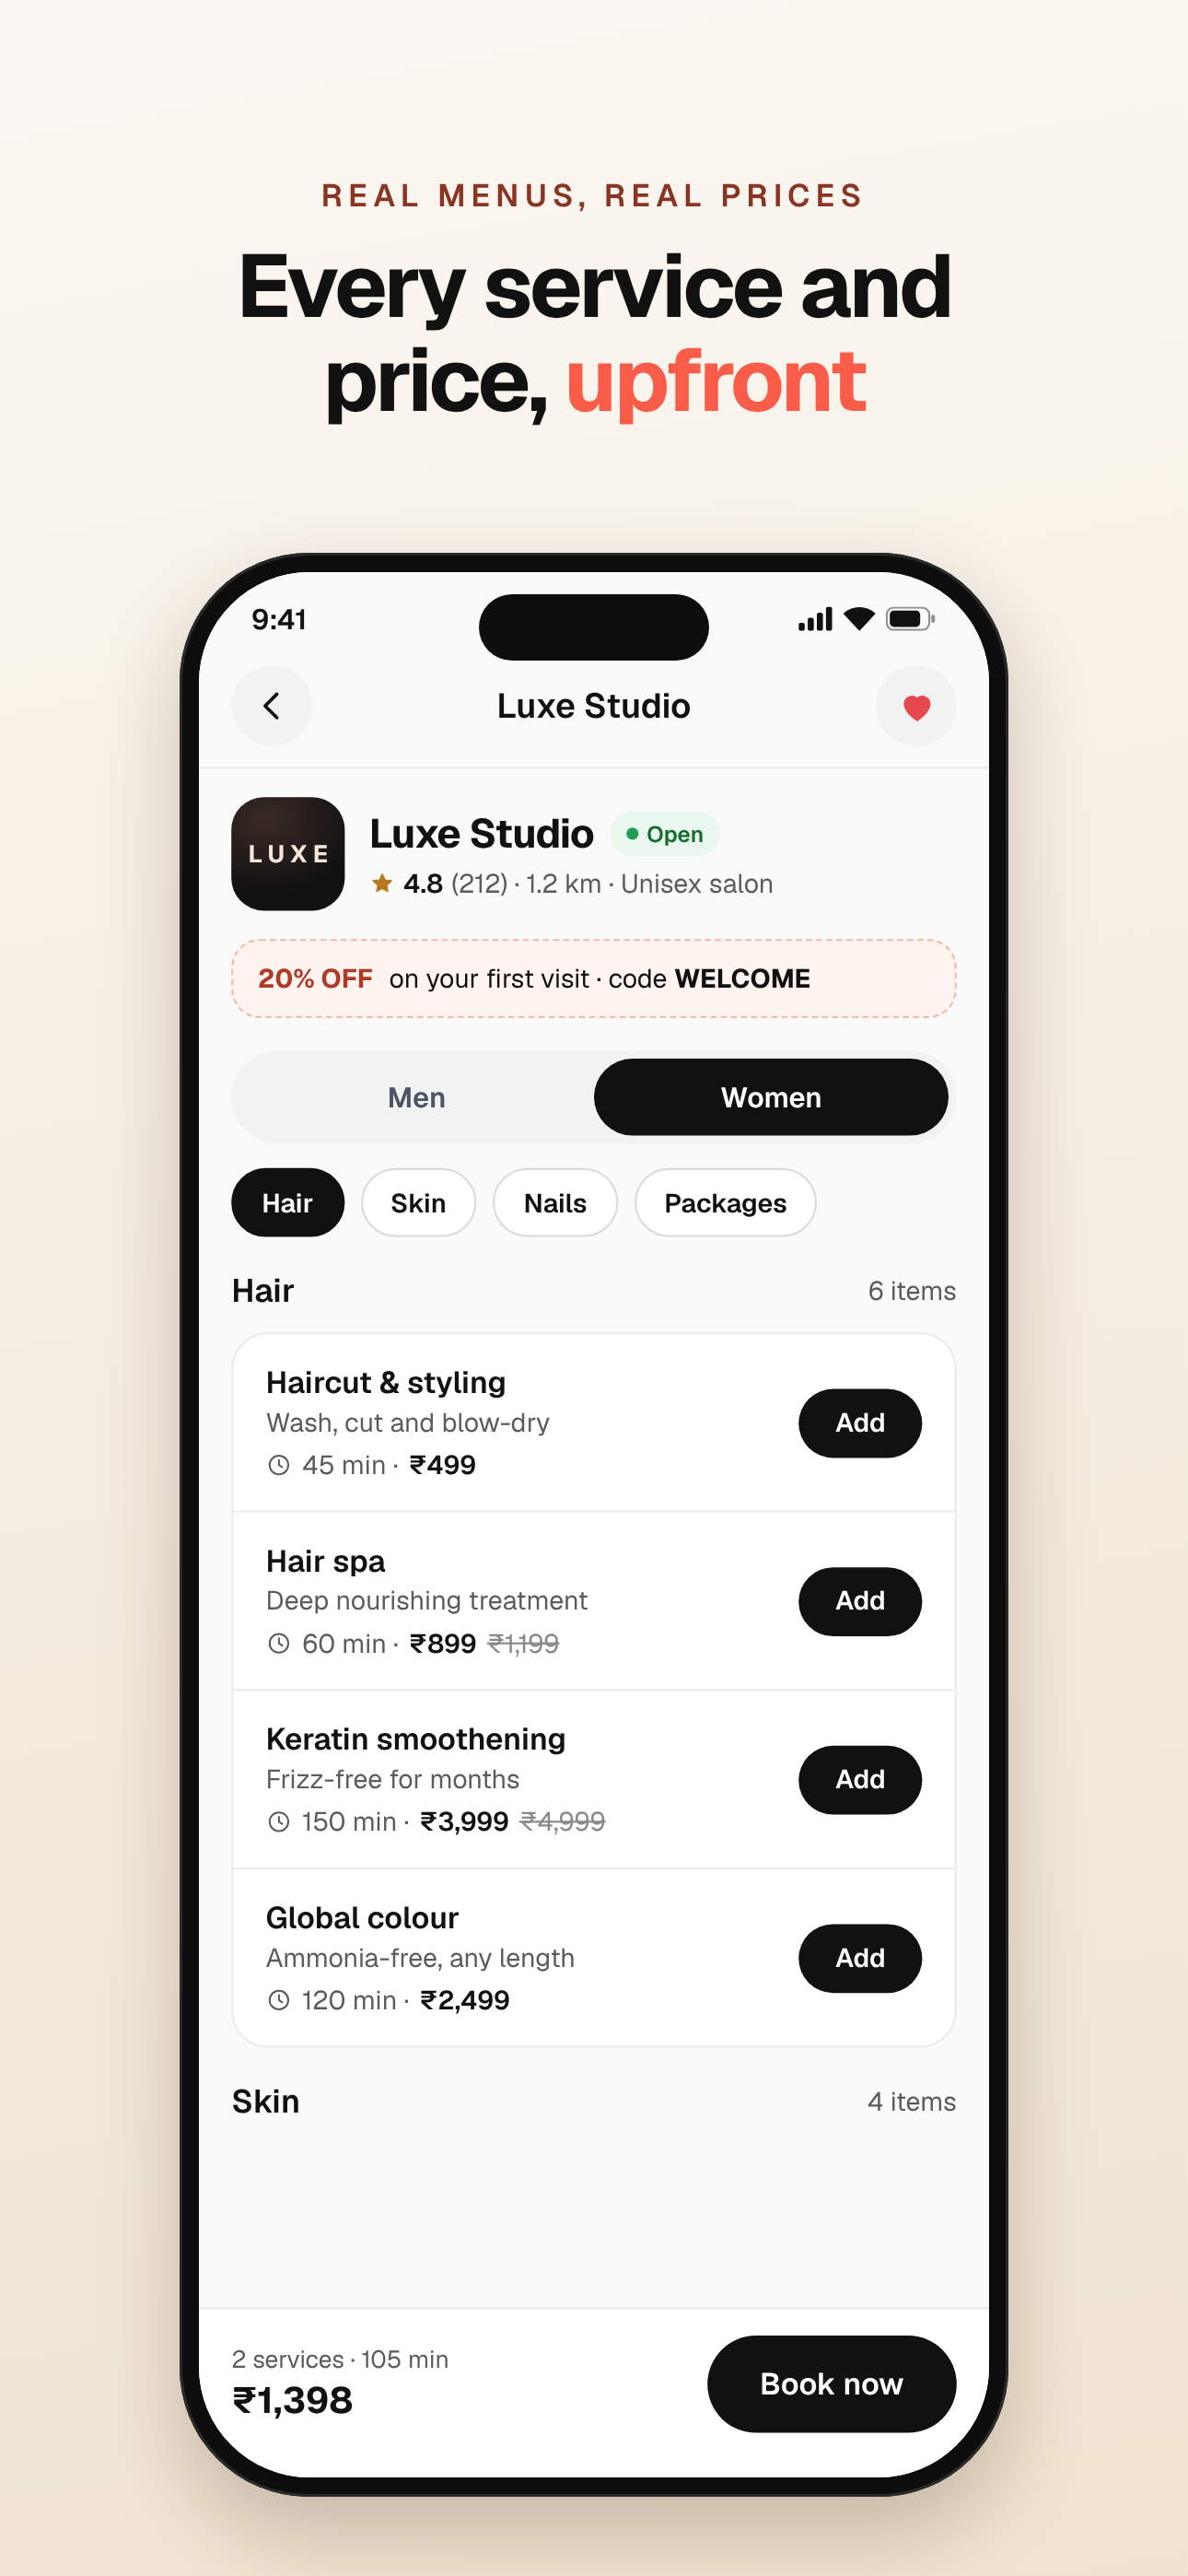 REAL MENUS, REAL PRICES
Every service and
price, upfront
9:41
Luxe Studio
LUXE
Luxe Studio
Open
4.8 (212) · 1.2 km · Unisex salon
20% OFF on your first visit · code WELCOME
Men
Women
Hair
Skin
Nails
Packages
Hair
6 items
Haircut & styling
Wash, cut and blow-dry
45 min · ₹499
Add
Hair spa
Deep nourishing treatment
60 min · ₹899 ₹1,199
Add
Keratin smoothening
Frizz-free for months
150 min · ₹3,999 ₹4,999
Add
Global colour
Ammonia-free, any length
120 min · ₹2,499
Add
Skin
4 items
2 services · 105 min
₹1,398
Book now